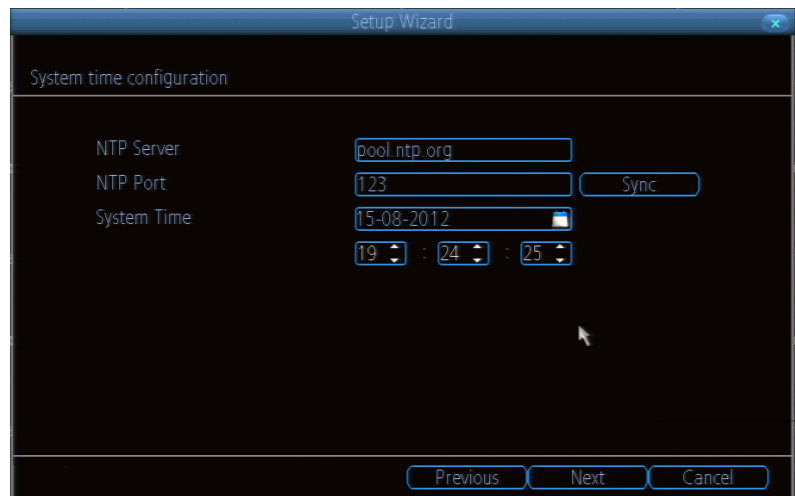 Setup Wizard
System time configuration
NTP Server pool.ntp.org
NTP Port 123 Sync
System Time 15-08-2012
19 : 24 : 25
Previous Next Cancel